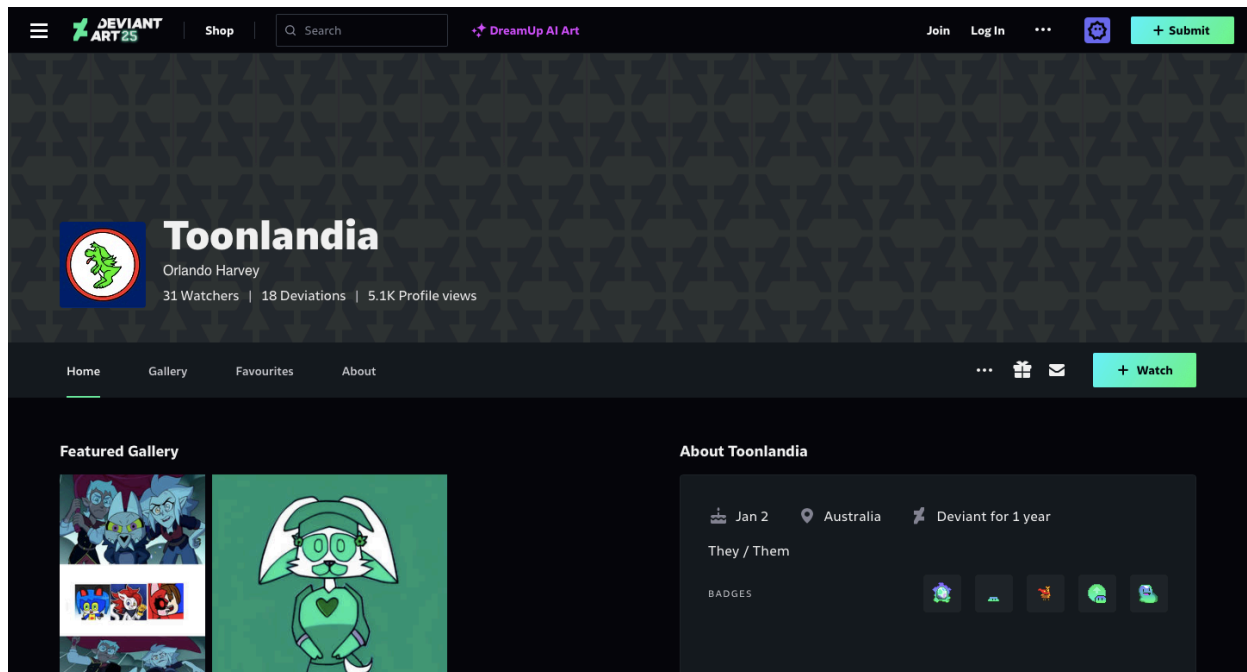 DEVIANT ART25
Shop
Search
DreamUp AI Art
Join
Log In
+ Submit
Toonlandia
Orlando Harvey
31 Watchers | 18 Deviations | 5.1K Profile views
Home
Gallery
Favourites
About
+ Watch
Featured Gallery
About Toonlandia
Jan 2
Australia
Deviant for 1 year
They / Them
BADGES